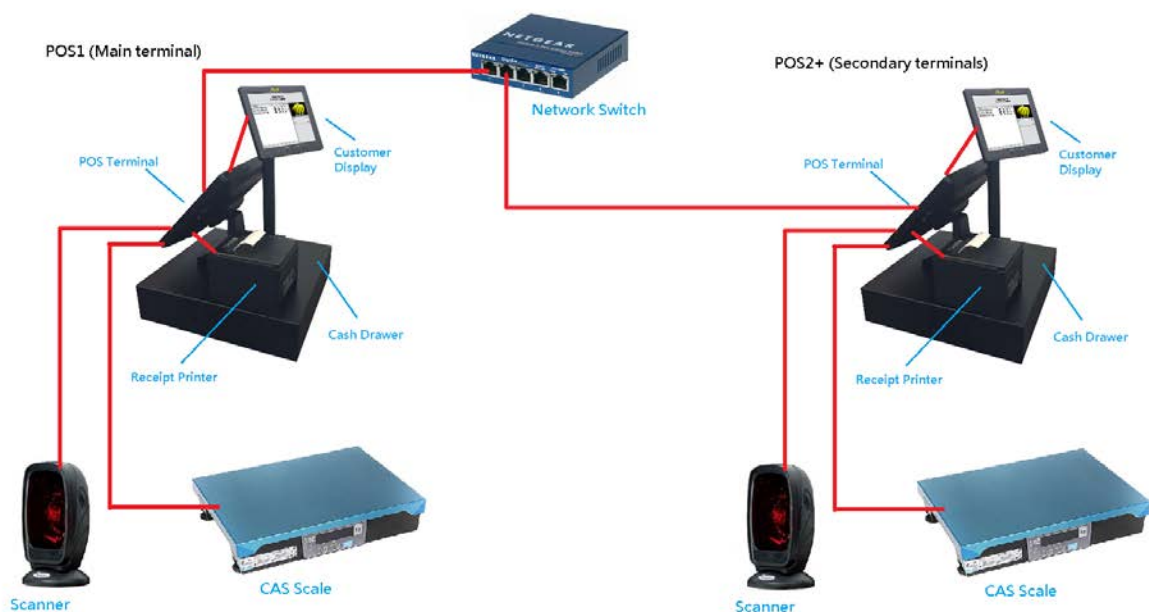 POS1 (Main terminal)
NETGEAR
Network Switch
POS2+ (Secondary terminals)
POS Terminal
Customer
Display
Cash Drawer
Receipt Printer
POS Terminal
Customer
Display
Cash Drawer
Receipt Printer
Scanner
CAS Scale
Scanner
CAS Scale